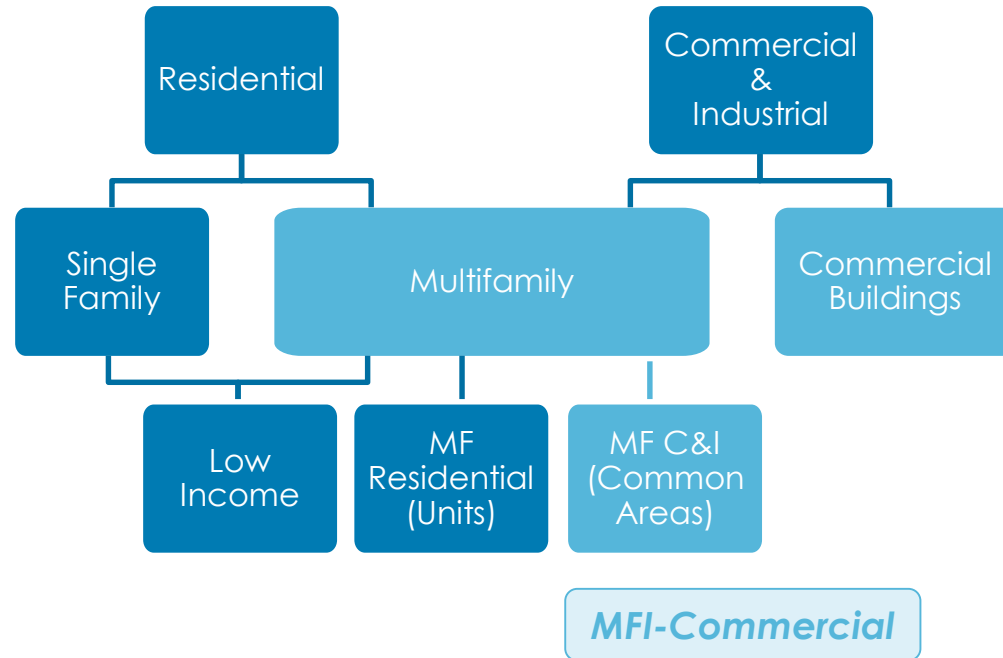 Residential
Commercial
&
Industrial
Single
Family
Multifamily
Commercial
Buildings
Low
Income
MF
Residential
(Units)
MF C&I
(Common
Areas)
MFI-Commercial